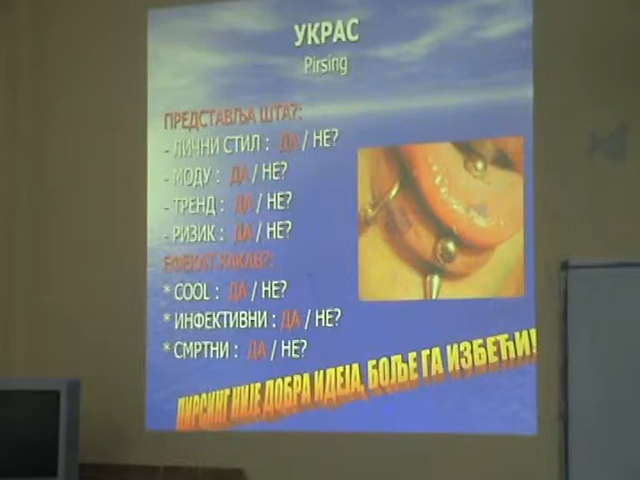 УКРАС
Pirsing
ПРЕДСТАВЉА ШТА?:
- ЛИЧНИ СТИЛ : ДА / НЕ?
- МОДУ : ДА / НЕ?
- ТРЕНД : ДА / НЕ?
- РИЗИК : ДА / НЕ?
ЕФЕКАТ КАКАВ?:
* COOL : ДА / НЕ?
* ИНФЕКТИВНИ : ДА / НЕ?
* СМРТНИ : ДА / НЕ?
ПИРСИНГ НИЈЕ ДОБРА ИДЕЈА, БОЉЕ ГА ИЗБЕЋИ!